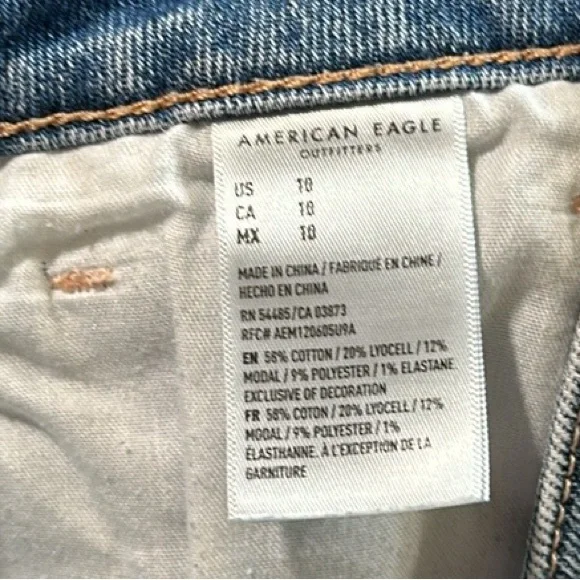 AMERICAN EAGLE
OUTFITTERS
US 10
CA 10
MX 10
MADE IN CHINA / FABRIQUÉ EN CHINE /
HECHO EN CHINA
RN 54485/CA 03873
RFC# AEM120605U9A
EN 58% COTTON / 20% LYOCELL / 12%
MODAL / 9% POLYESTER / 1% ELASTANE
EXCLUSIVE OF DECORATION
FR 58% COTON / 20% LYOCELL / 12%
MODAL / 9% POLYESTER / 1%
ÉLASTHANNE. À L'EXCEPTION DE LA
GARNITURE